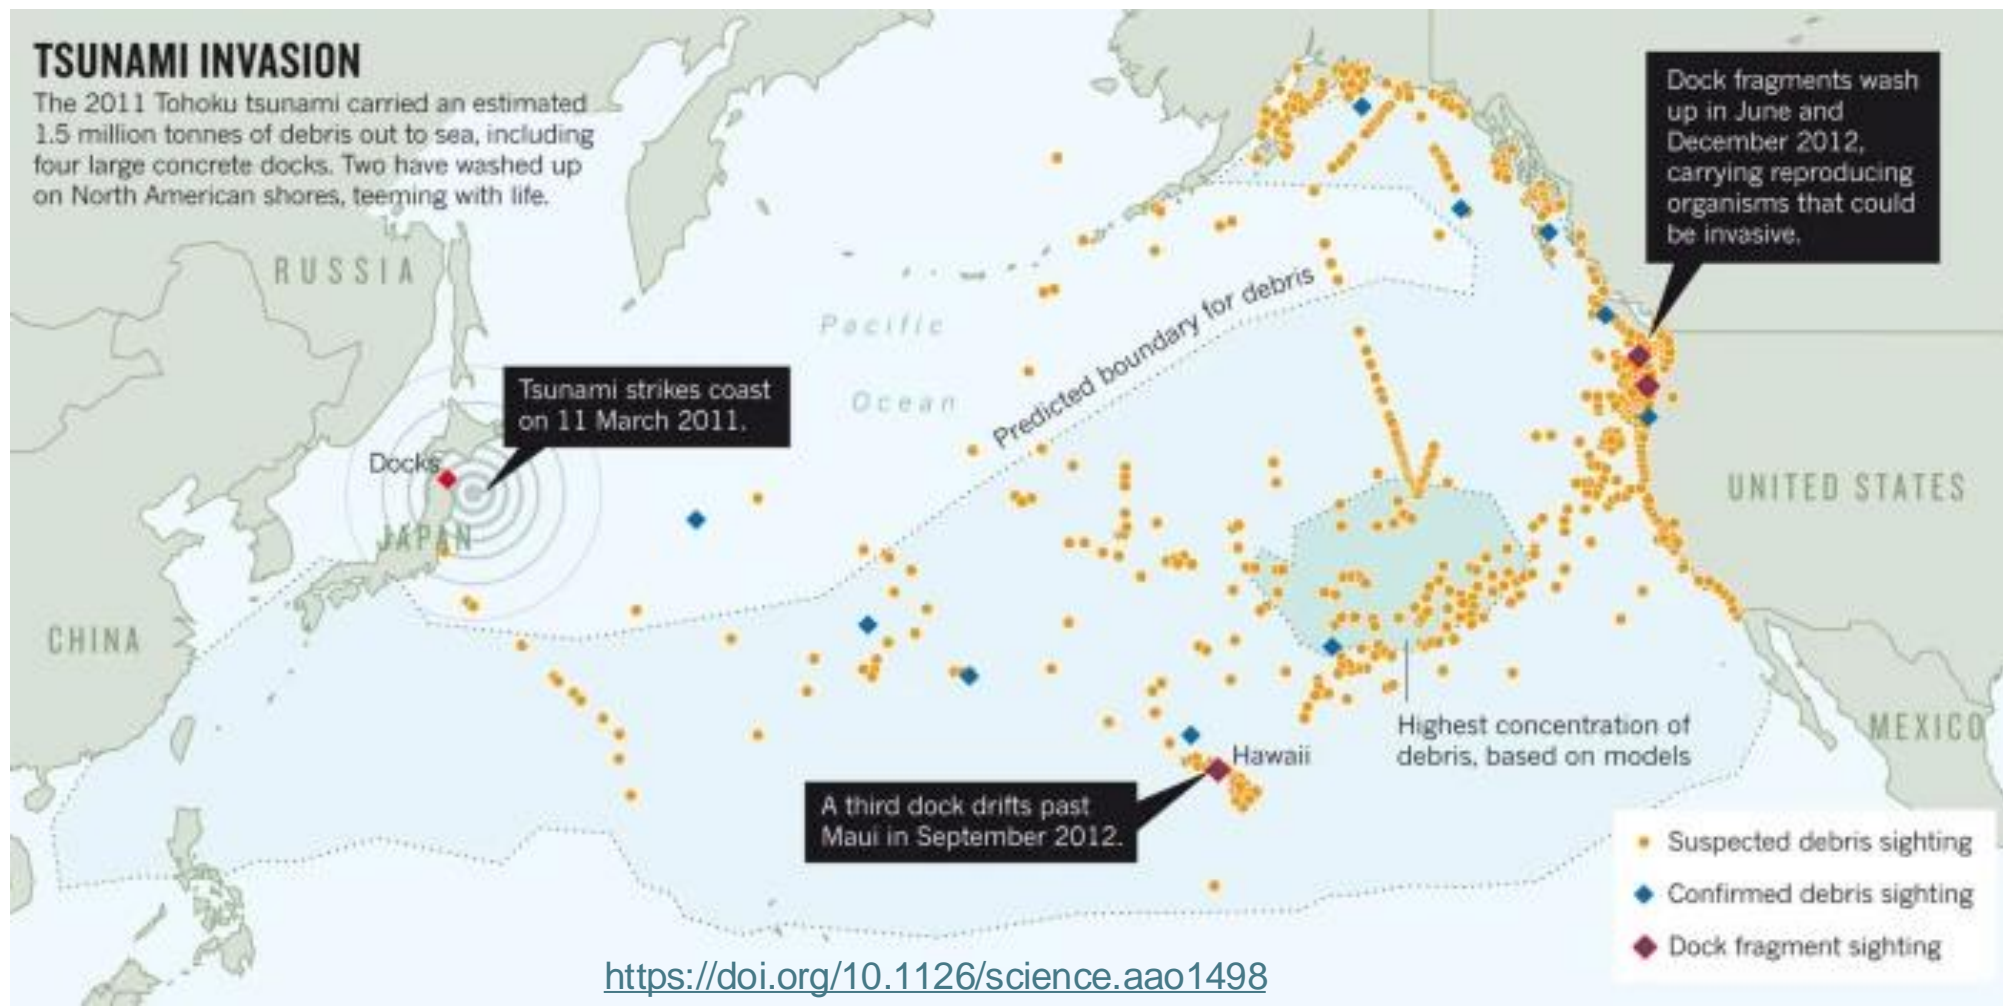 TSUNAMI INVASION
The 2011 Tohoku tsunami carried an estimated
1.5 million tonnes of debris out to sea, including
four large concrete docks. Two have washed up
on North American shores, teeming with life.
Dock fragments wash
up in June and
December 2012,
carrying reproducing
organisms that could
be invasive.
RUSSIA
Pacific
Ocean
Predicted boundary for debris
Tsunami strikes coast
on 11 March 2011.
Docks
JAPAN
CHINA
UNITED STATES
MEXICO
Highest concentration of
debris, based on models
Hawaii
A third dock drifts past
Maui in September 2012.
Suspected debris sighting
Confirmed debris sighting
Dock fragment sighting
https://doi.org/10.1126/science.aao1498